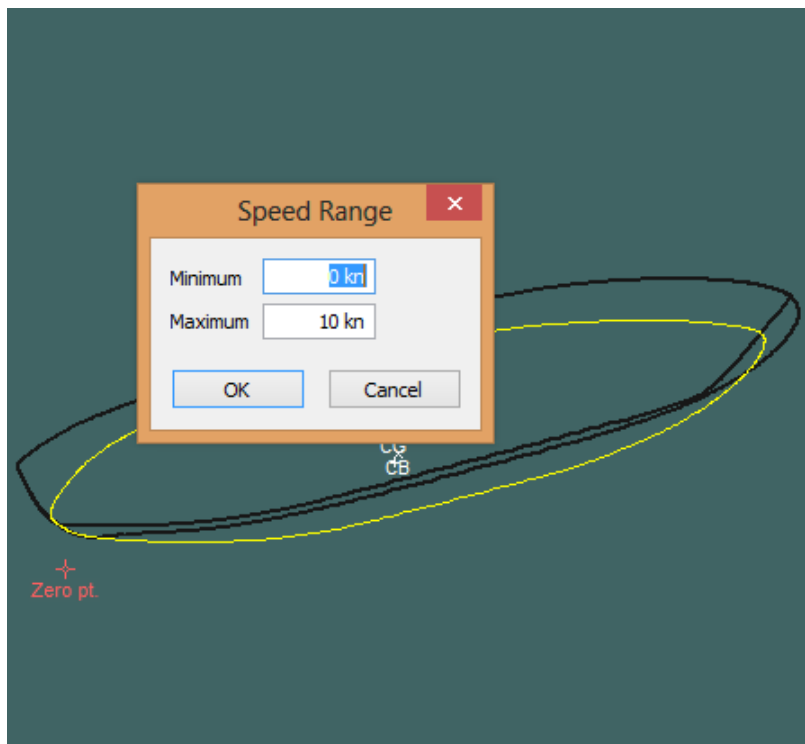 Speed Range
Minimum 0 kn
Maximum 10 kn
OK Cancel
CG
CB
Zero pt.